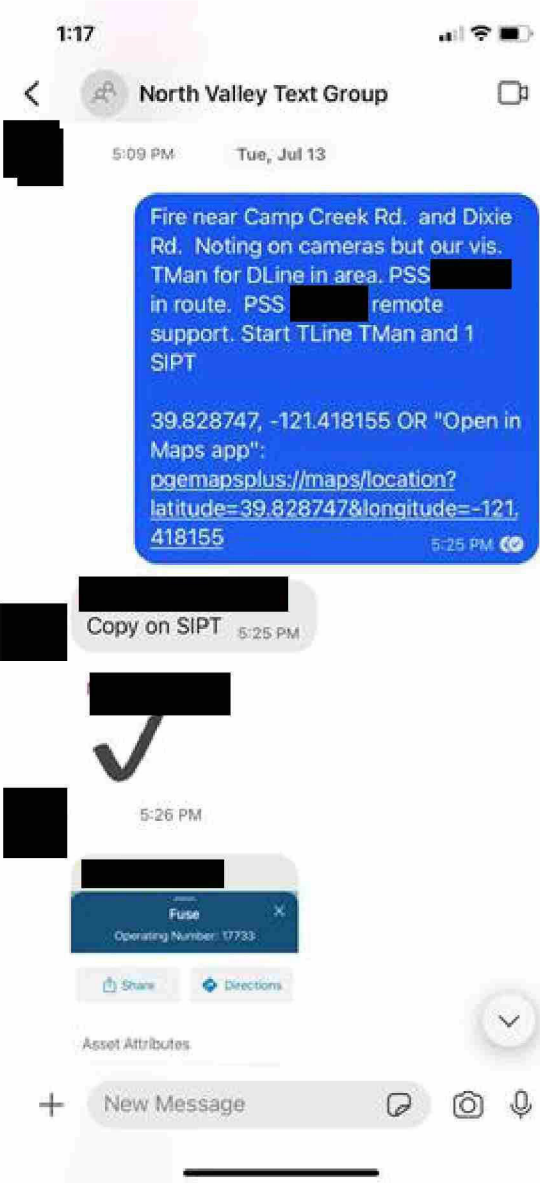 1:17
North Valley Text Group
5:09 PM
Tue, Jul 13
Fire near Camp Creek Rd. and Dixie
Rd. Noting on cameras but our vis.
TMan for DLine in area. PSS
in route. PSS remote
support. Start TLine TMan and 1
SIPT
39.828747, -121.418155 OR "Open in
Maps app":
pgemapsplus://maps/location?
latitude=39.828747&longitude=-121.
418155
5:25 PM
Copy on SIPT 5:25 PM
5:26 PM
Fuse
Operating Number: 17733
Share Directions
Asset Attributes
New Message